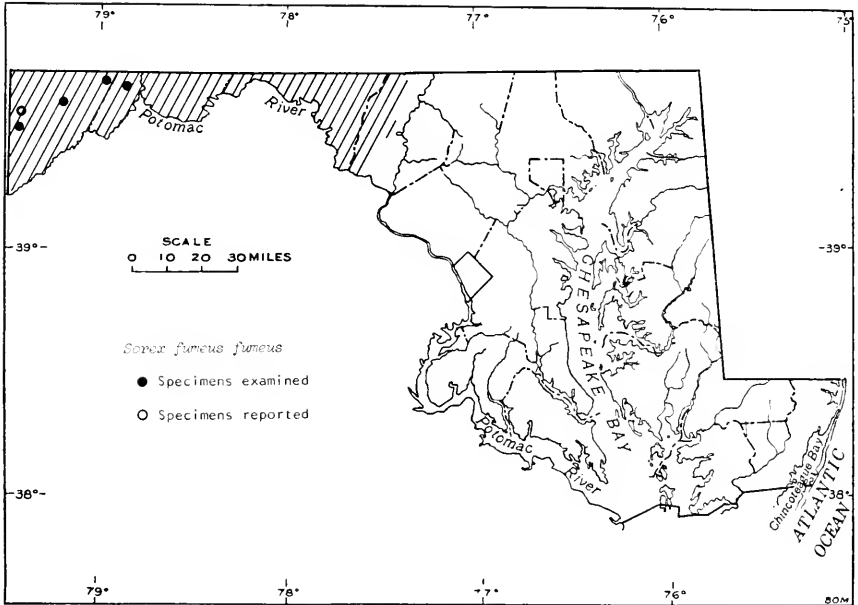 79° 78° 77° 76° 75°
Potomac
River
39° 39°
SCALE
0 10 20 30 MILES
CHESAPEAKE BAY
Sorex fumeus fumeus
● Specimens examined
○ Specimens reported
Potomac
River
38° 38°
Chincoteague Bay
ATLANTIC
OCEAN
79° 78° 77° 76°
BOM